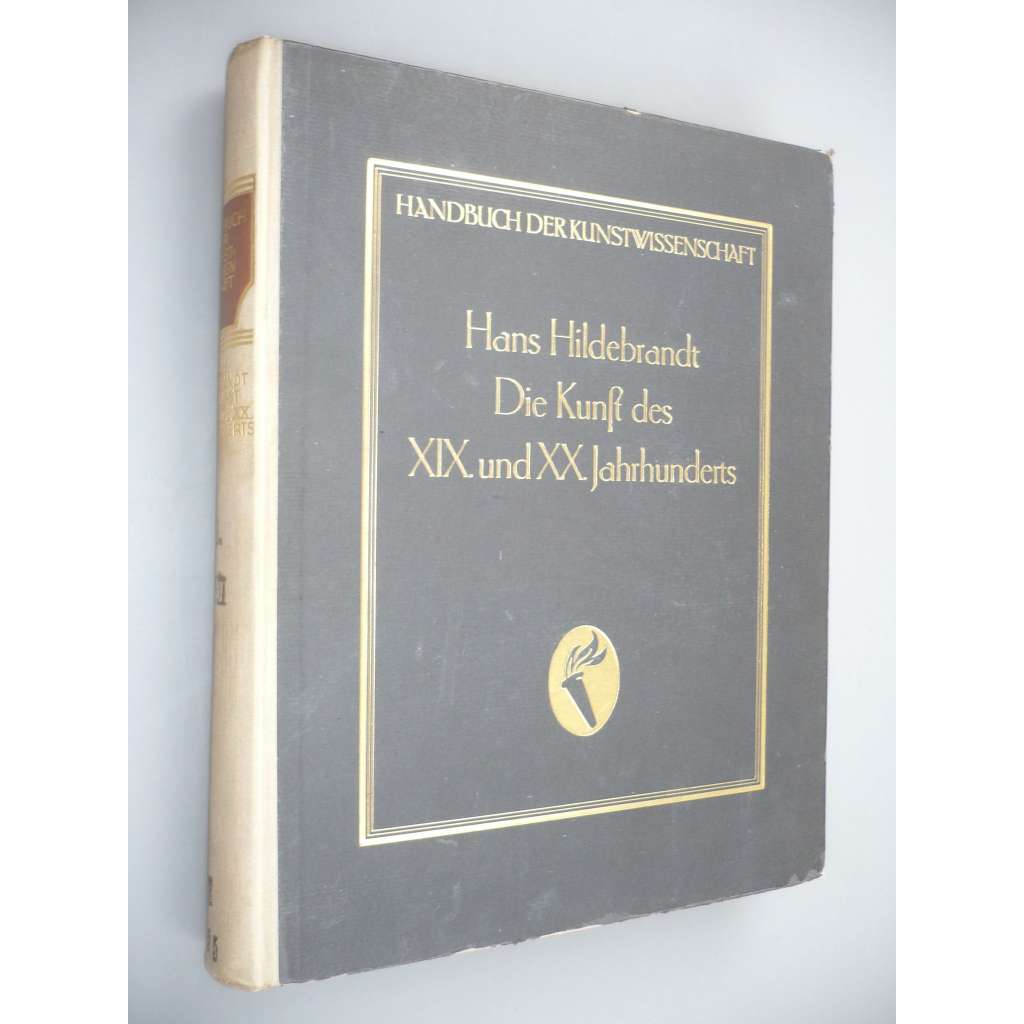 HANDBUCH DER KUNSTWISSENSCHAFT
Hans Hildebrandt
Die Kunſt des
XIX. und XX. Jahrhunderts